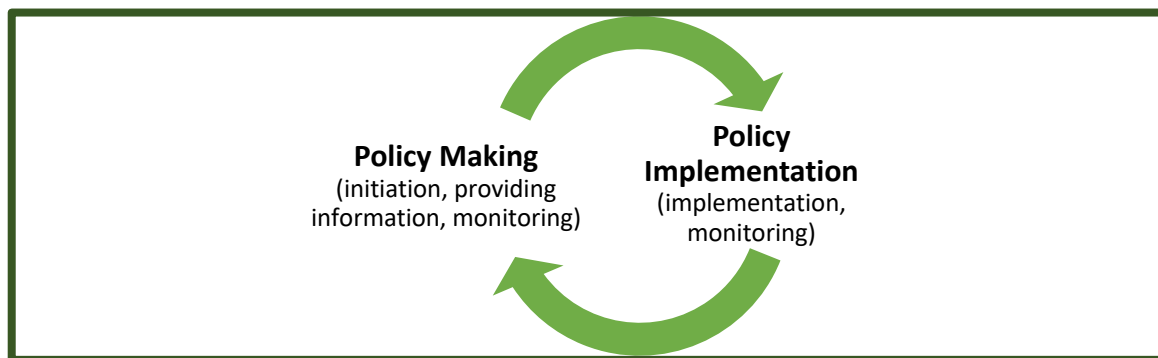 Policy Making
(initiation, providing
information, monitoring)
Policy
Implementation
(implementation,
monitoring)